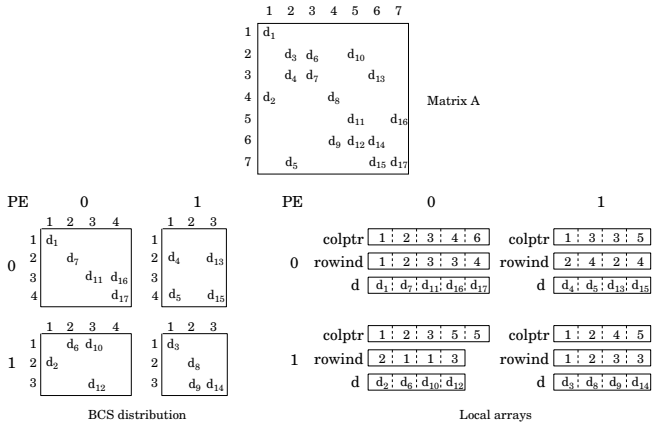 1 2 3 4 5 6 7
1 d1
2 d3 d6 d10
3 d4 d7 d13
4 d2 d8
5 d11 d16
6 d9 d12 d14
7 d5 d15 d17
Matrix A
PE 0 1
1 2 3 4 1 2 3
0
1 d1 1
2 d7 2 d4 d13
3 d11 d16 3
4 d17 4 d5 d15
1 2 3 4 1 2 3
1
1 d6 d10 1 d3
2 d2 2 d8
3 d12 3 d9 d14
BCS distribution
PE 0 1
0
colptr 1 2 3 4 6 colptr 1 3 3 5
rowind 1 2 3 3 4 rowind 2 4 2 4
d d1 d7 d11 d16 d17 d d4 d5 d13 d15
1
colptr 1 2 3 5 5 colptr 1 2 4 5
rowind 2 1 1 3 rowind 1 2 3 3
d d2 d6 d10 d12 d d3 d8 d9 d14
Local arrays